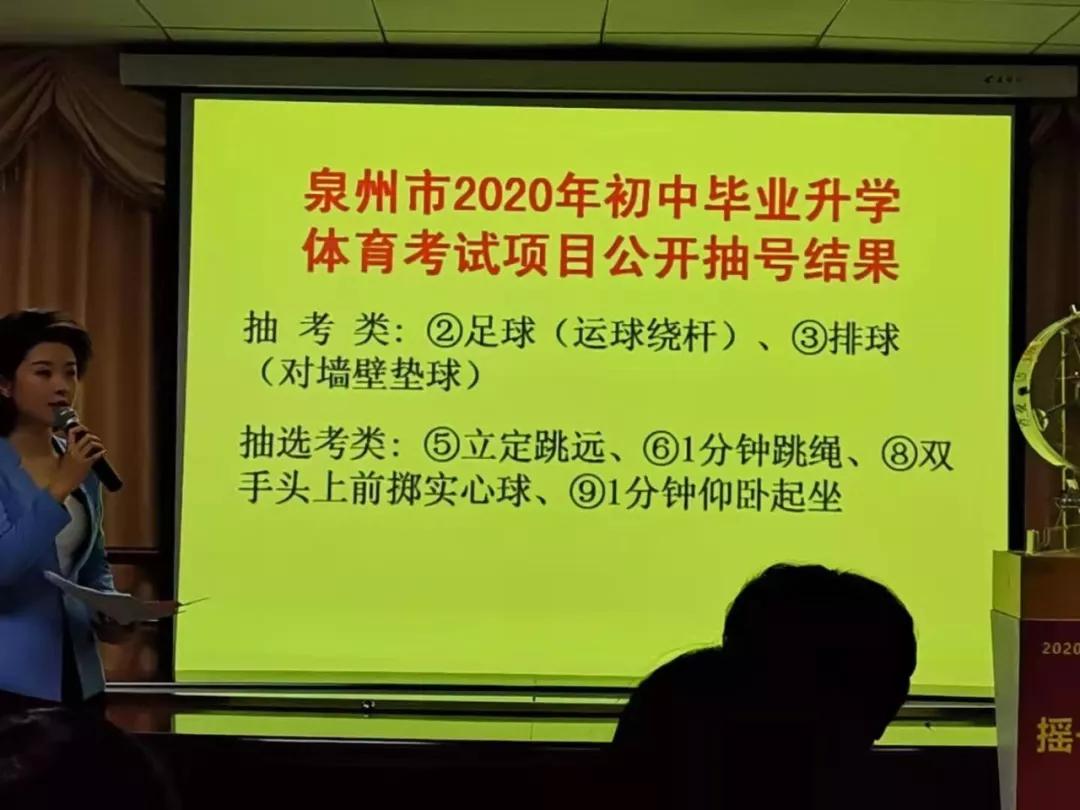 泉州市2020年初中毕业升学
体育考试项目公开抽号结果
抽 考 类：②足球（运球绕杆）、③排球
（对墙壁垫球）
抽选考类：⑤立定跳远、⑥1分钟跳绳、⑧双
手头上前掷实心球、⑨1分钟仰卧起坐
2020
摇